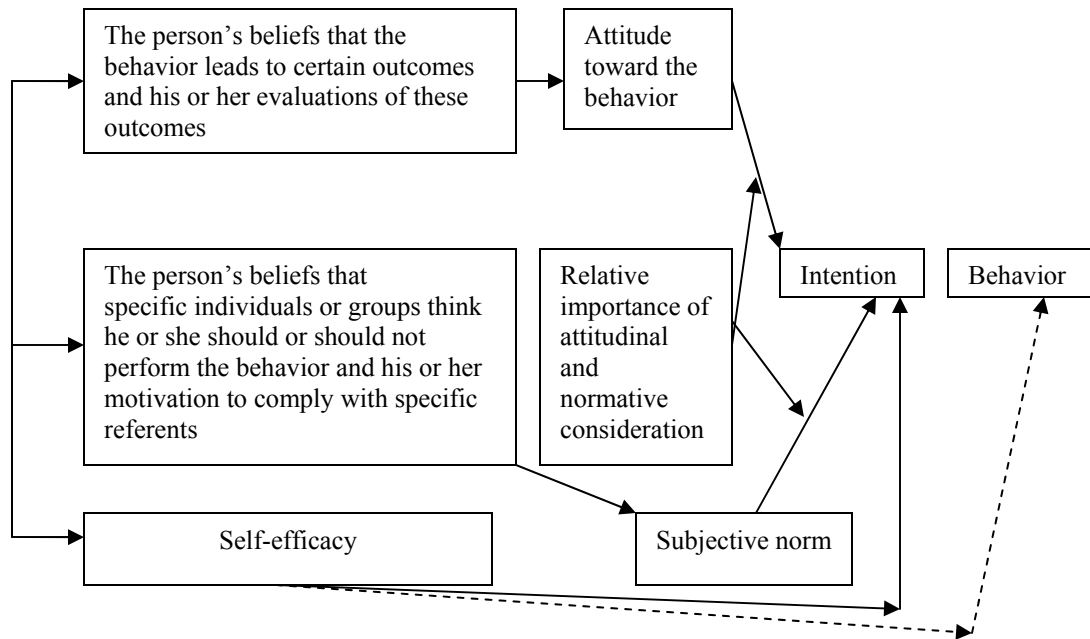 The person’s beliefs that the
behavior leads to certain outcomes
and his or her evaluations of these
outcomes
Attitude
toward the
behavior
The person’s beliefs that
specific individuals or groups think
he or she should or should not
perform the behavior and his or her
motivation to comply with specific
referents
Relative
importance of
attitudinal
and
normative
consideration
Intention
Behavior
Self-efficacy
Subjective norm